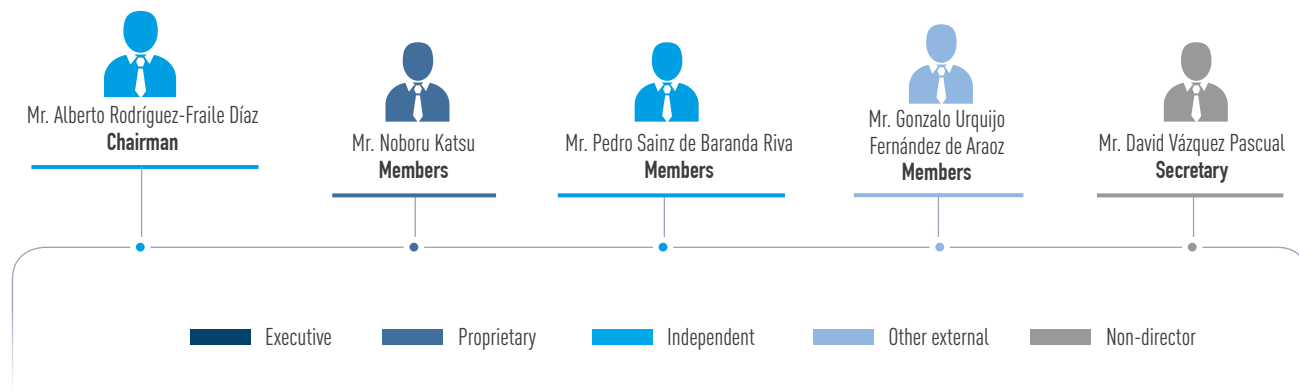 Mr. Alberto Rodríguez-Fraile Díaz
Chairman
Mr. Noboru Katsu
Members
Mr. Pedro Sainz de Baranda Riva
Members
Mr. Gonzalo Urquijo
Fernández de Araoz
Members
Mr. David Vázquez Pascual
Secretary
Executive
Proprietary
Independent
Other external
Non-director